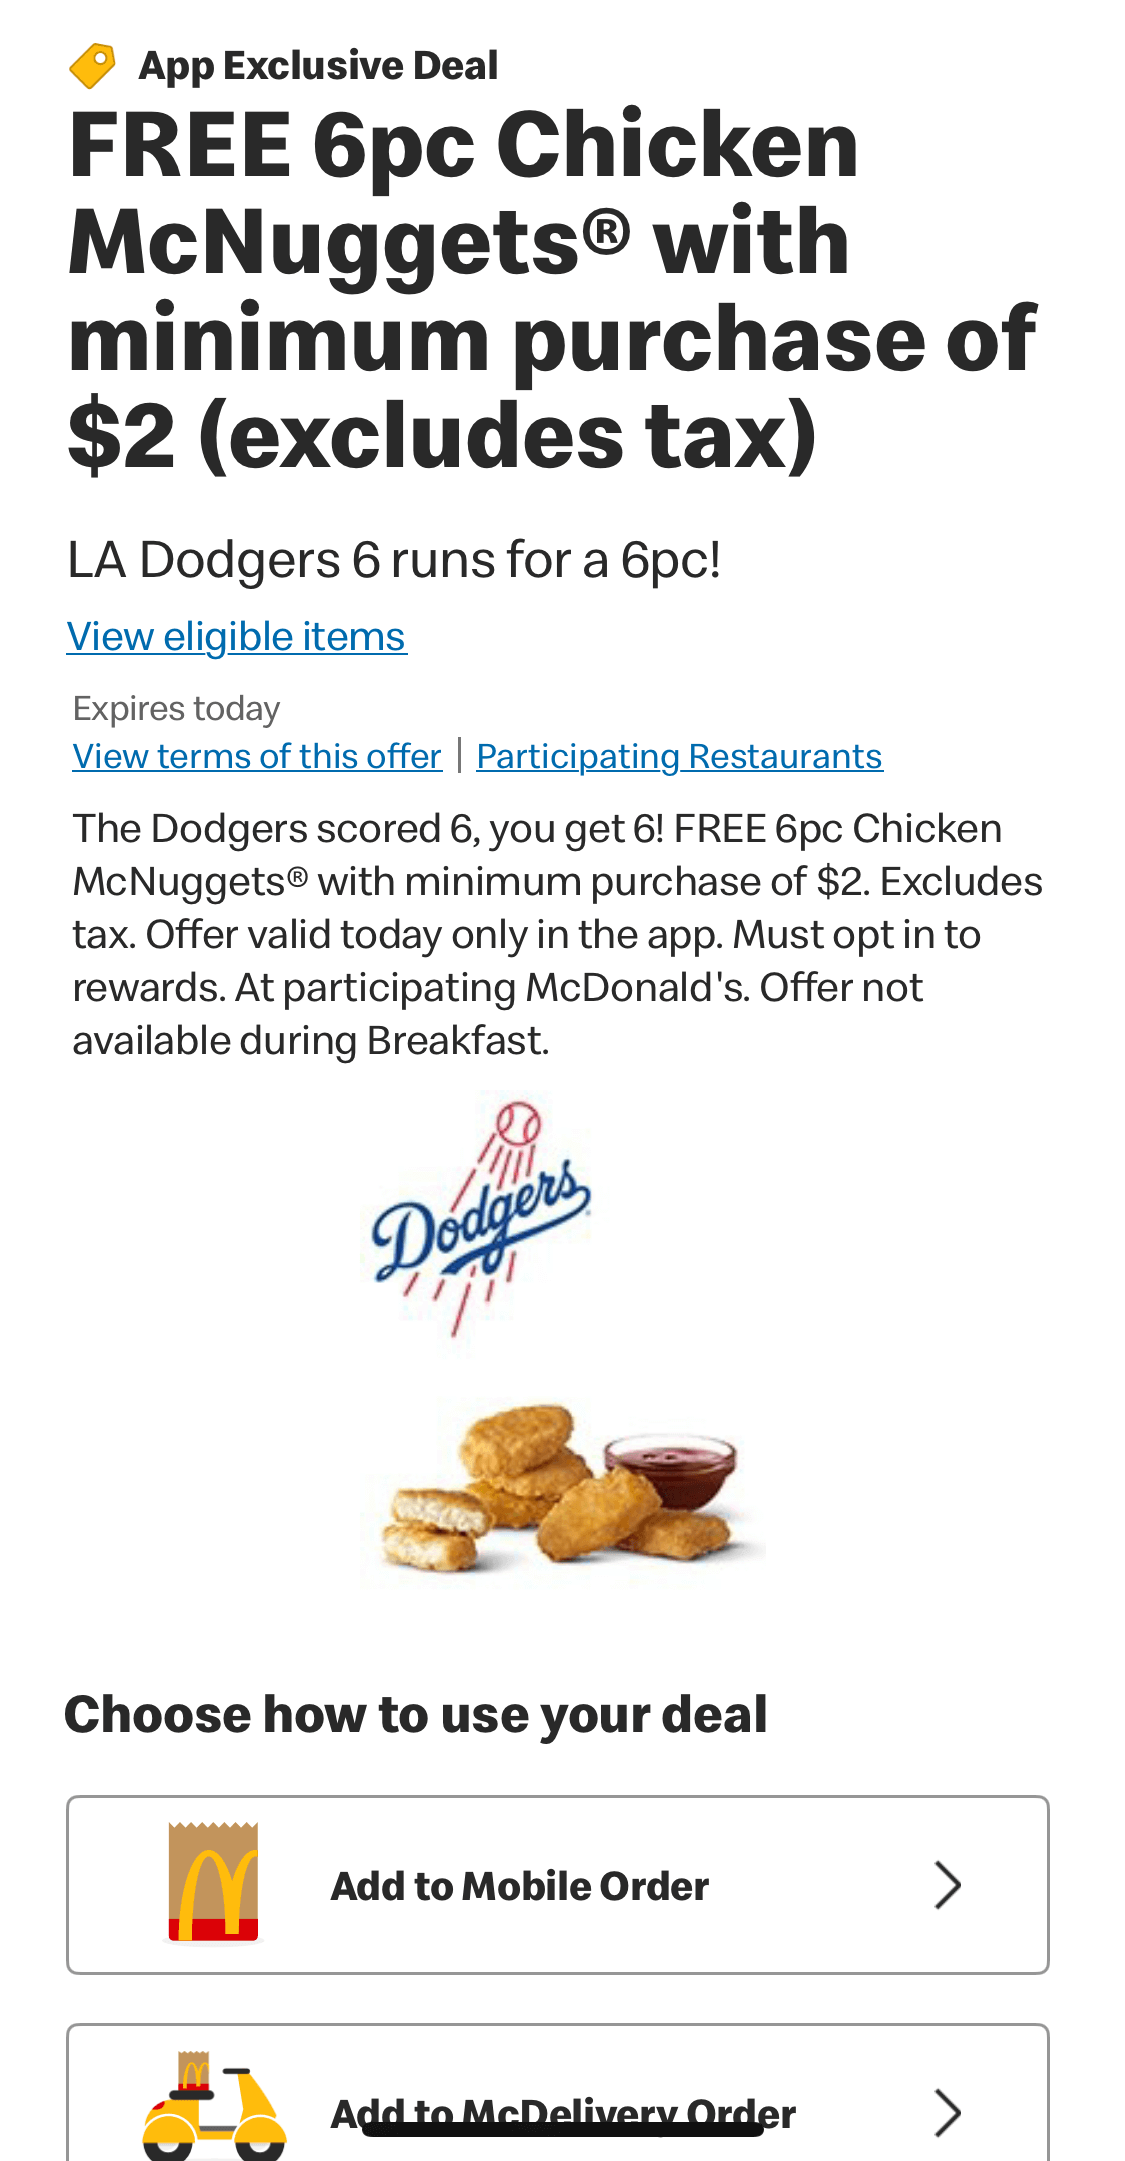 App Exclusive Deal
FREE 6pc Chicken
McNuggets® with
minimum purchase of
$2 (excludes tax)
LA Dodgers 6 runs for a 6pc!
View eligible items
Expires today
View terms of this offer | Participating Restaurants
The Dodgers scored 6, you get 6! FREE 6pc Chicken
McNuggets® with minimum purchase of $2. Excludes
tax. Offer valid today only in the app. Must opt in to
rewards. At participating McDonald's. Offer not
available during Breakfast.
Dodgers
Choose how to use your deal
Add to Mobile Order
Add to McDelivery Order